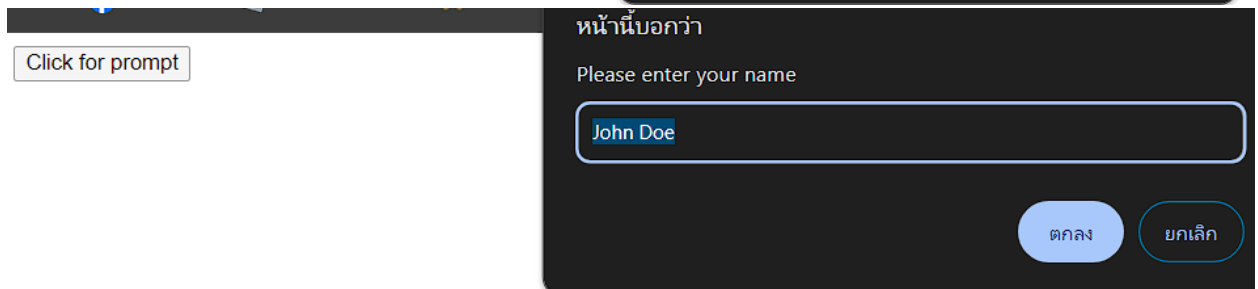 หน้านี้บอกว่า
Click for prompt
Please enter your name
John Doe
ตกลง
ยกเลิก